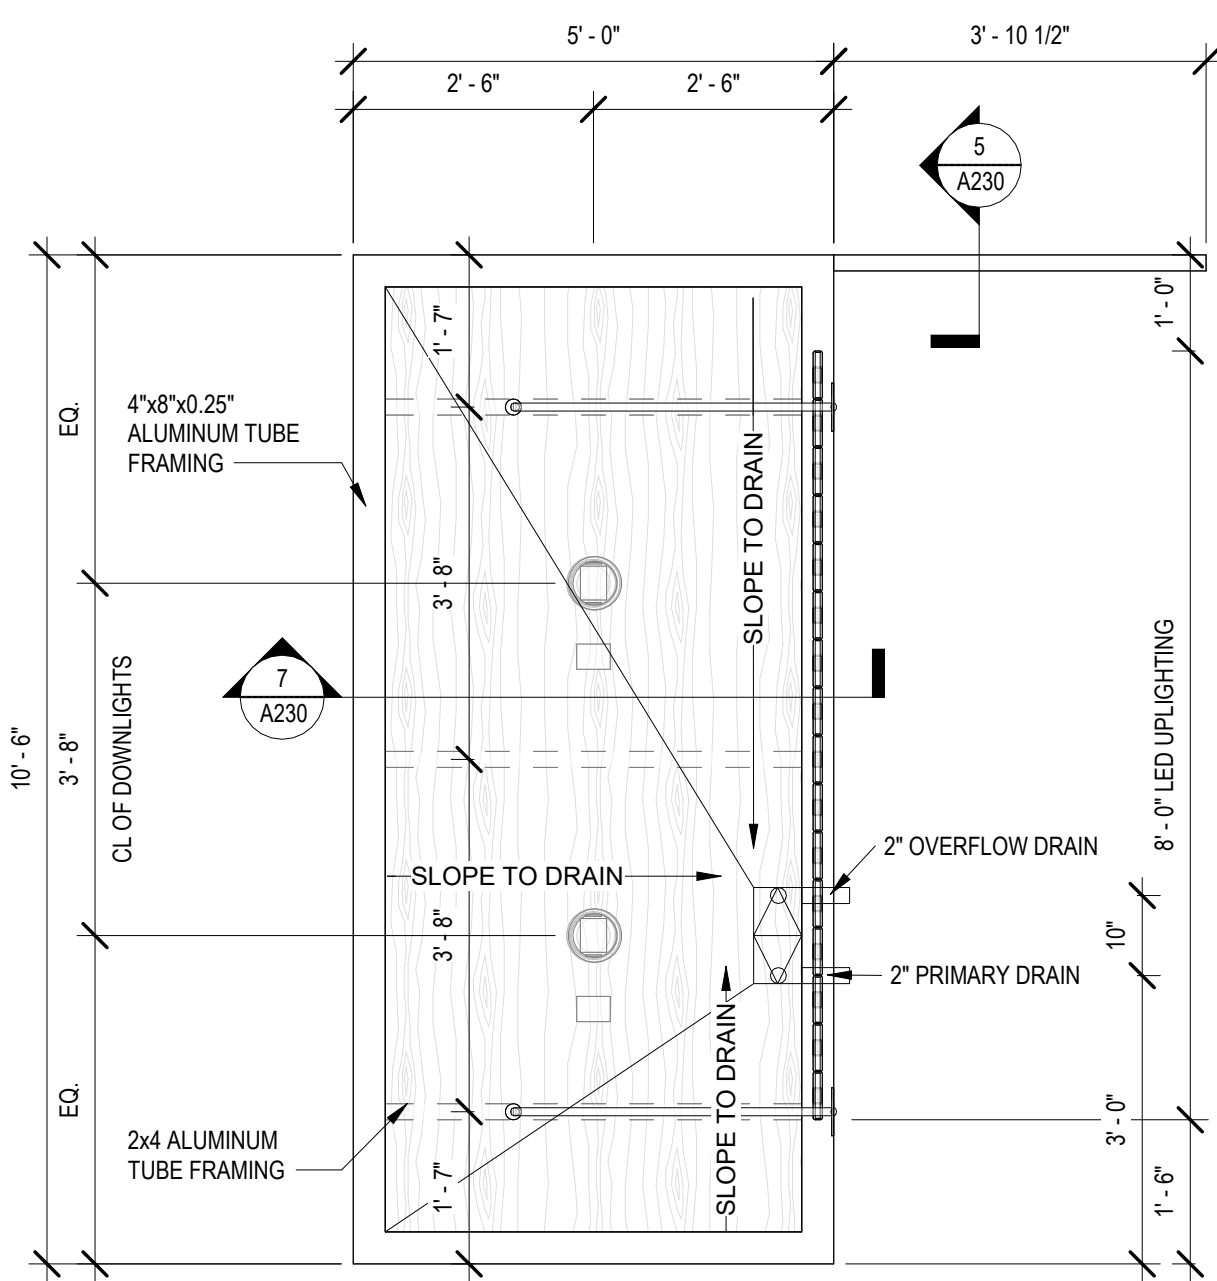 5' - 0"
3' - 10 1/2"
2' - 6"
2' - 6"
5
A230
1' - 0"
1' - 7"
EQ.
4"x8"x0.25"
ALUMINUM TUBE
FRAMING
SLOPE TO DRAIN
3' - 8"
7
A230
CL OF DOWNLIGHTS
10' - 6"
3' - 8"
8' - 0" LED UPLIGHTING
2" OVERFLOW DRAIN
SLOPE TO DRAIN
3' - 8"
10"
2" PRIMARY DRAIN
SLOPE TO DRAIN
EQ.
2x4 ALUMINUM
TUBE FRAMING
3' - 0"
1' - 7"
1' - 6"